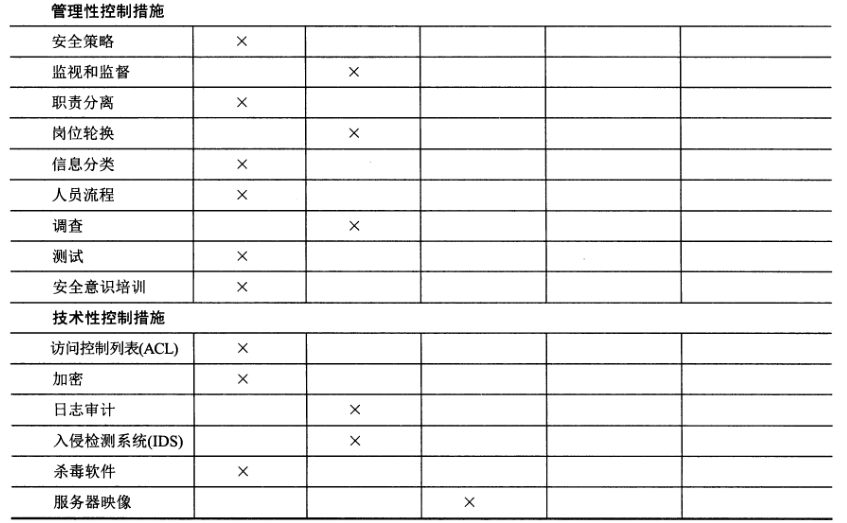 管理性控制措施
安全策略 ×
监视和监督 ×
职责分离 ×
岗位轮换 ×
信息分类 ×
人员流程 ×
调查 ×
测试 ×
安全意识培训 ×
技术性控制措施
访问控制列表(ACL) ×
加密 ×
日志审计 ×
入侵检测系统(IDS) ×
杀毒软件 ×
服务器映像 ×